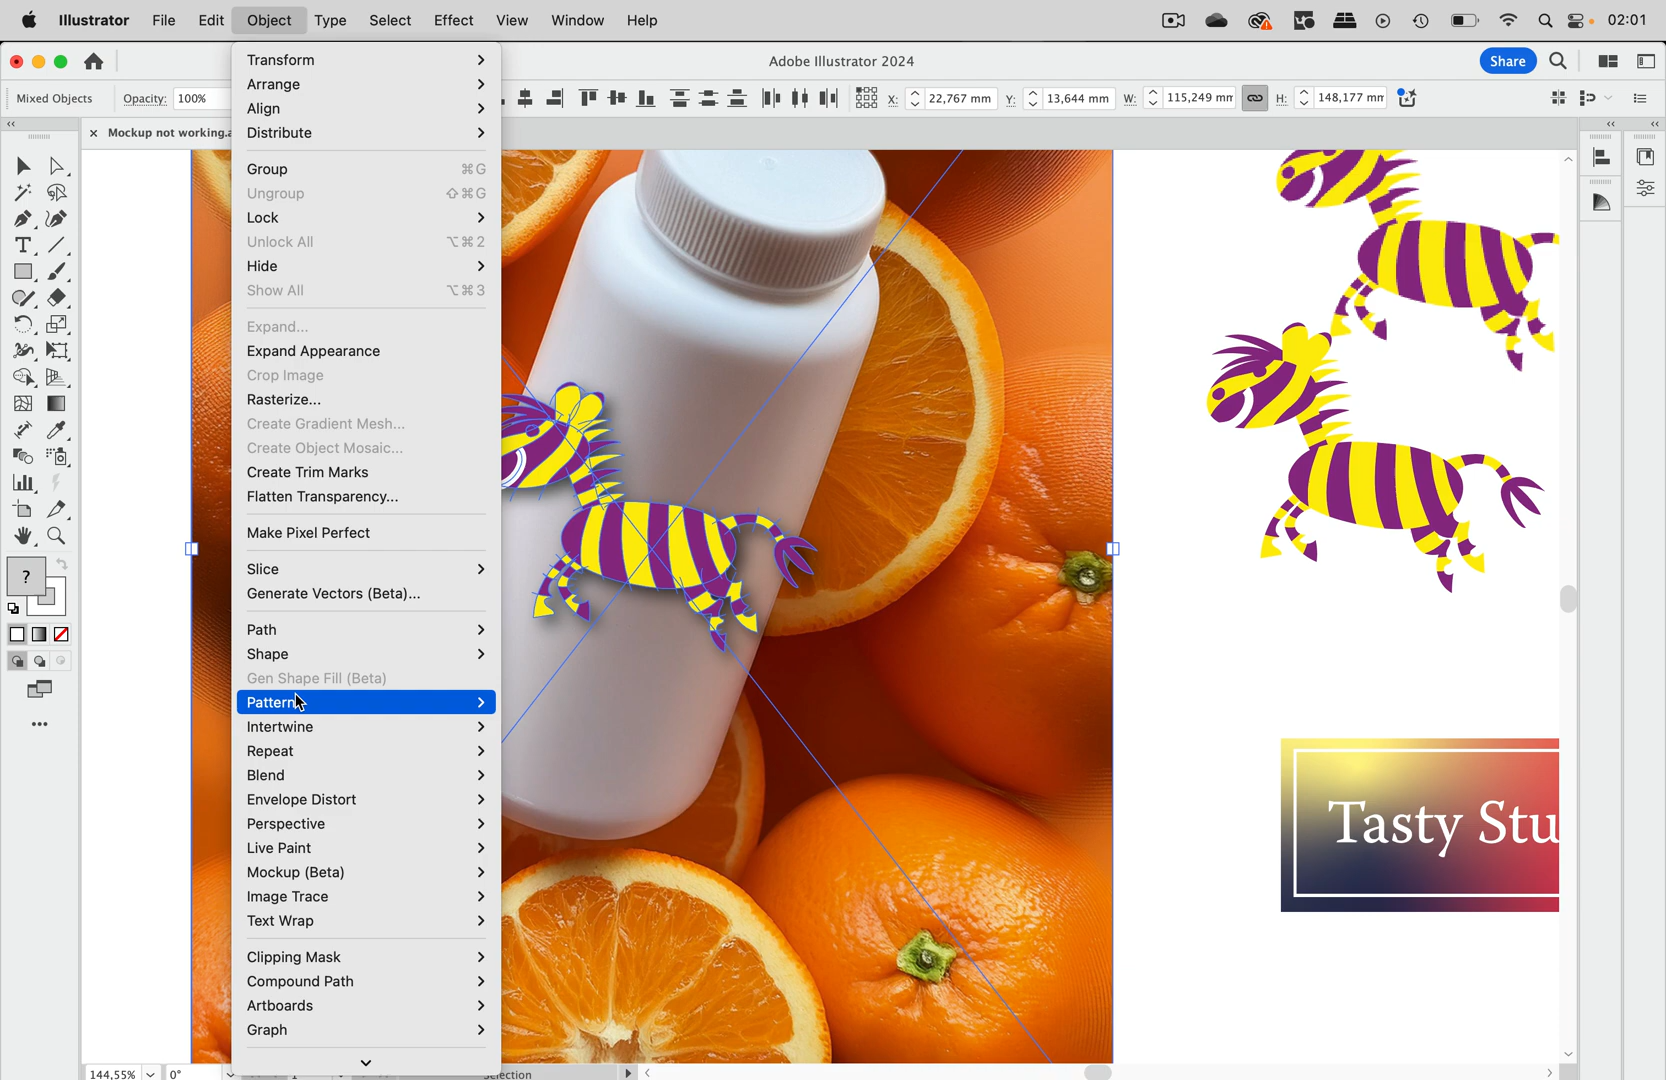 Illustrator File Edit Object Type Select Effect View Window Help 02:01
Adobe Illustrator 2024 Share
Mixed Objects Opacity: 100% X: 22,767 mm Y: 13,644 mm W: 115,249 mm H: 148,177 mm
Mockup not working.a
Transform
Arrange
Align
Distribute
Group ⌘G
Ungroup ⇧⌘G
Lock
Unlock All ⌥⌘2
Hide
Show All ⌥⌘3
Expand...
Expand Appearance
Crop Image
Rasterize...
Create Gradient Mesh...
Create Object Mosaic...
Create Trim Marks
Flatten Transparency...
Make Pixel Perfect
Slice
Generate Vectors (Beta)...
Path
Shape
Gen Shape Fill (Beta)
Pattern
Intertwine
Repeat
Blend
Envelope Distort
Perspective
Live Paint
Mockup (Beta)
Image Trace
Text Wrap
Clipping Mask
Compound Path
Artboards
Graph
?
Tasty Stu
144,55% 0° Selection